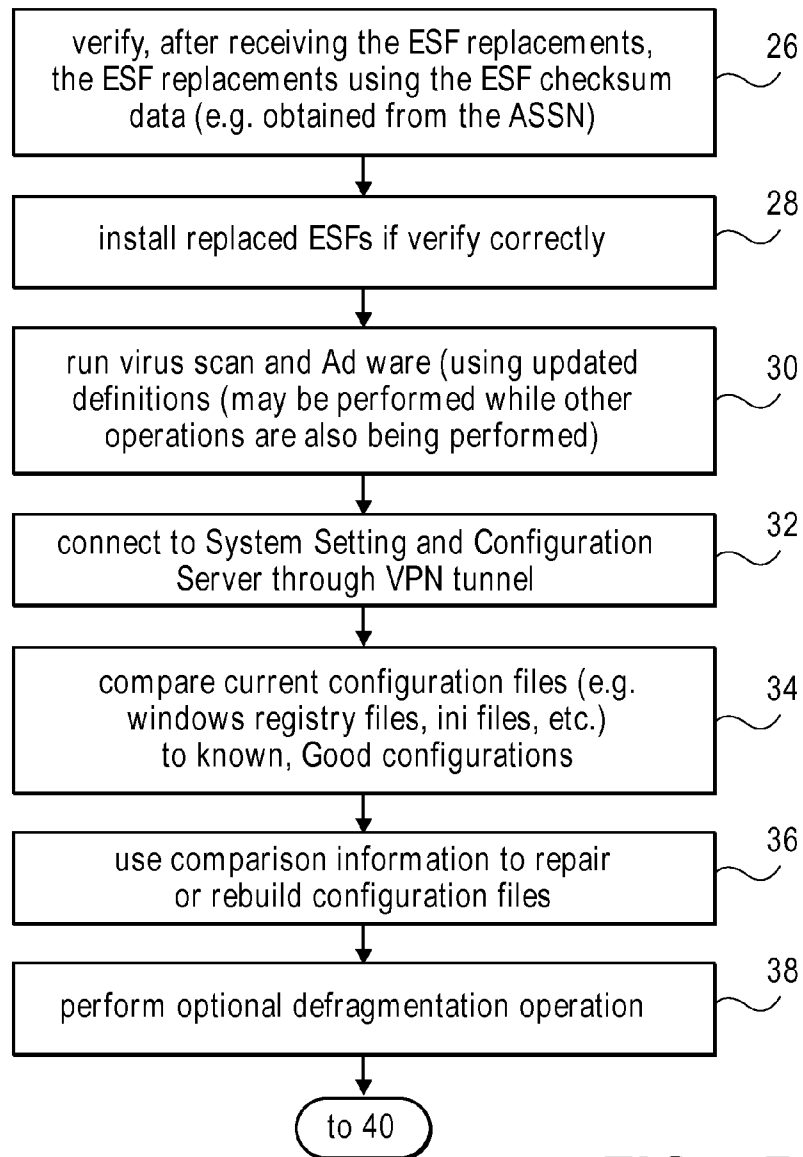 verify, after receiving the ESF replacements,
the ESF replacements using the ESF checksum
data (e.g. obtained from the ASSN)
26
install replaced ESFs if verify correctly
28
run virus scan and Ad ware (using updated
definitions (may be performed while other
operations are also being performed)
30
connect to System Setting and Configuration
Server through VPN tunnel
32
compare current configuration files (e.g.
windows registry files, ini files, etc.)
to known, Good configurations
34
use comparison information to repair
or rebuild configuration files
36
perform optional defragmentation operation
38
to 40